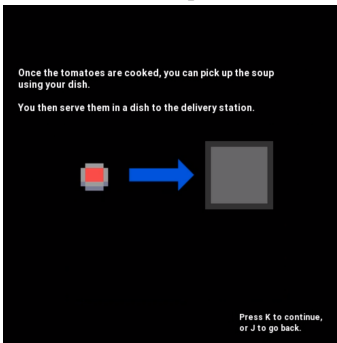 Once the tomatoes are cooked, you can pick up the soup
using your dish.
You then serve them in a dish to the delivery station.
Press K to continue,
or J to go back.